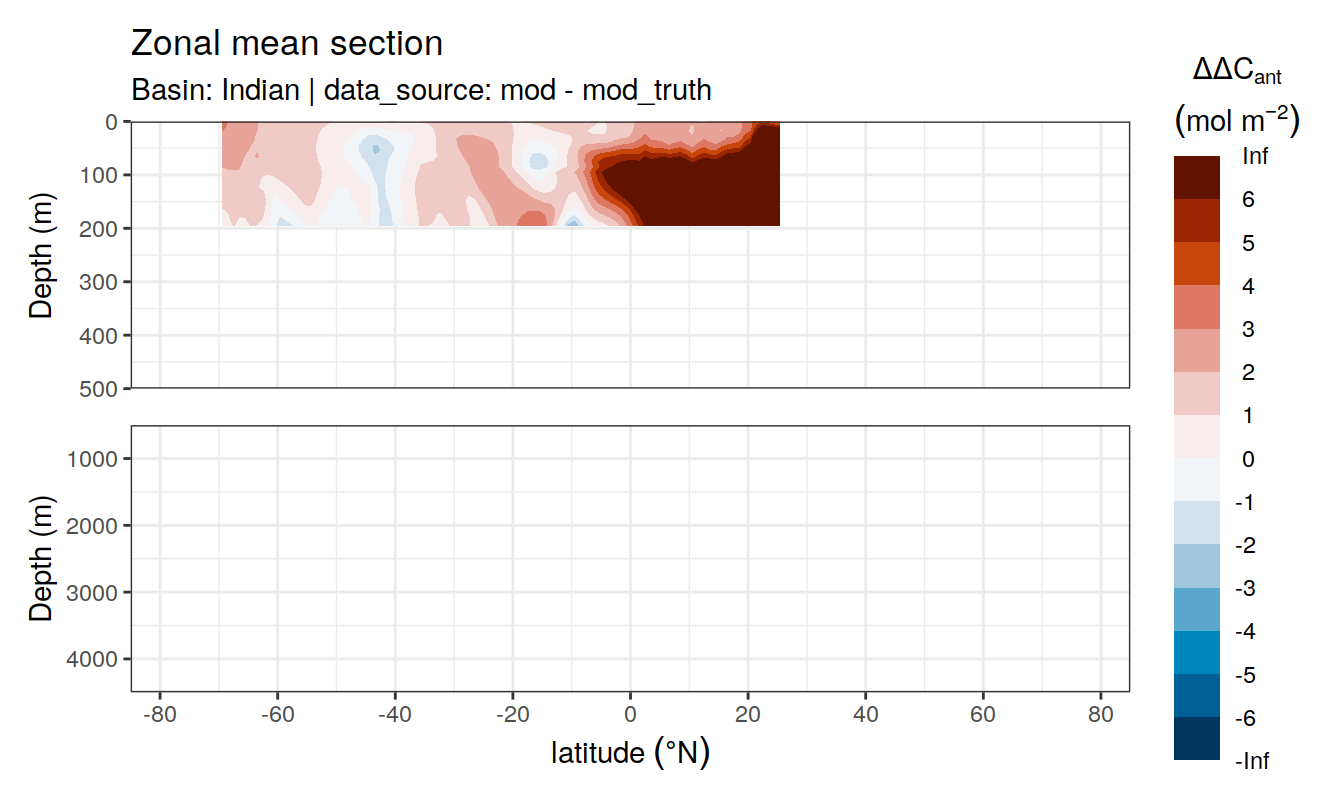 Zonal mean section
Basin: Indian | data_source: mod - mod_truth
ΔΔCant
(mol m−2)
Inf
6
5
4
3
2
1
0
-1
-2
-3
-4
-5
-6
-Inf
Depth (m)
0
100
200
300
400
500
Depth (m)
1000
2000
3000
4000
-80 -60 -40 -20 0 20 40 60 80
latitude (°N)